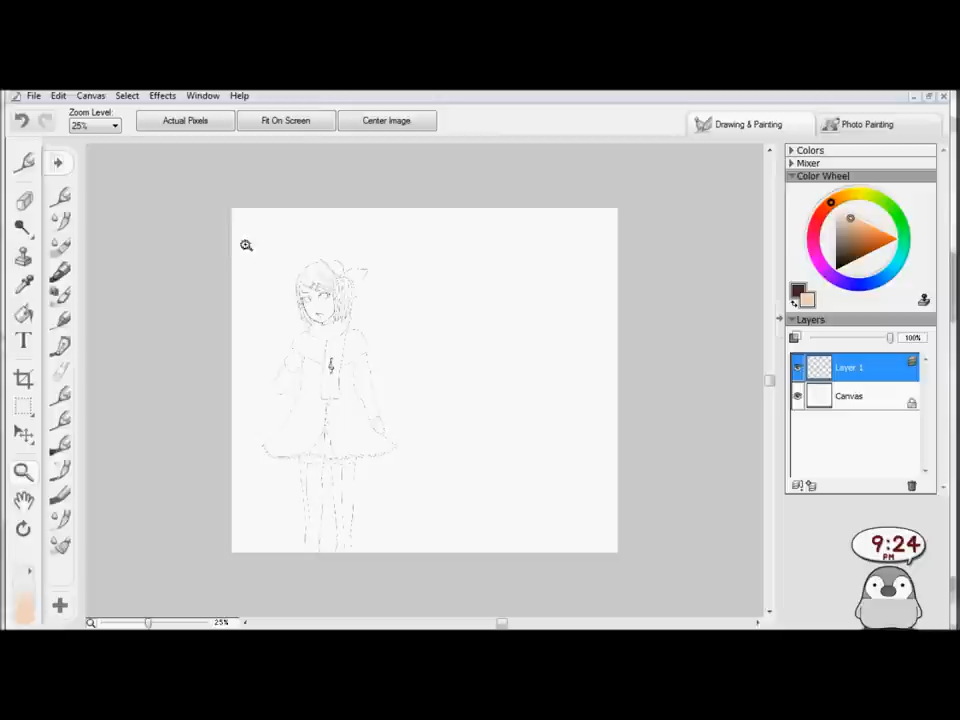 File Edit Canvas Select Effects Window Help
Zoom Level:
25%
Actual Pixels Fit On Screen Center Image
Drawing & Painting Photo Painting
Colors
Mixer
Color Wheel
T
Layers
100%
Layer 1
Canvas
9:24
PM
25%